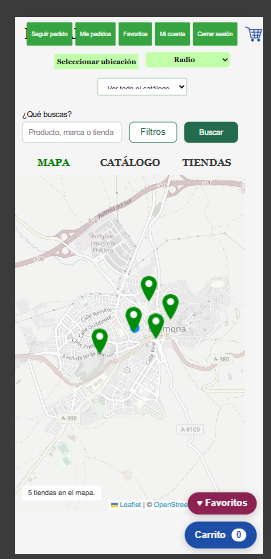 Seguir pedido Mis pedidos Favoritos Mi cuenta Cerrar sesión
Seleccionar ubicación Radio
Ver todo el catálogo
¿Qué buscas?
Producto, marca o tienda Filtros Buscar
MAPA CATÁLOGO TIENDAS
A-380
A-398
A-8100
5 tiendas en el mapa.
Leaflet | © OpenStree
♥ Favoritos
Carrito 0